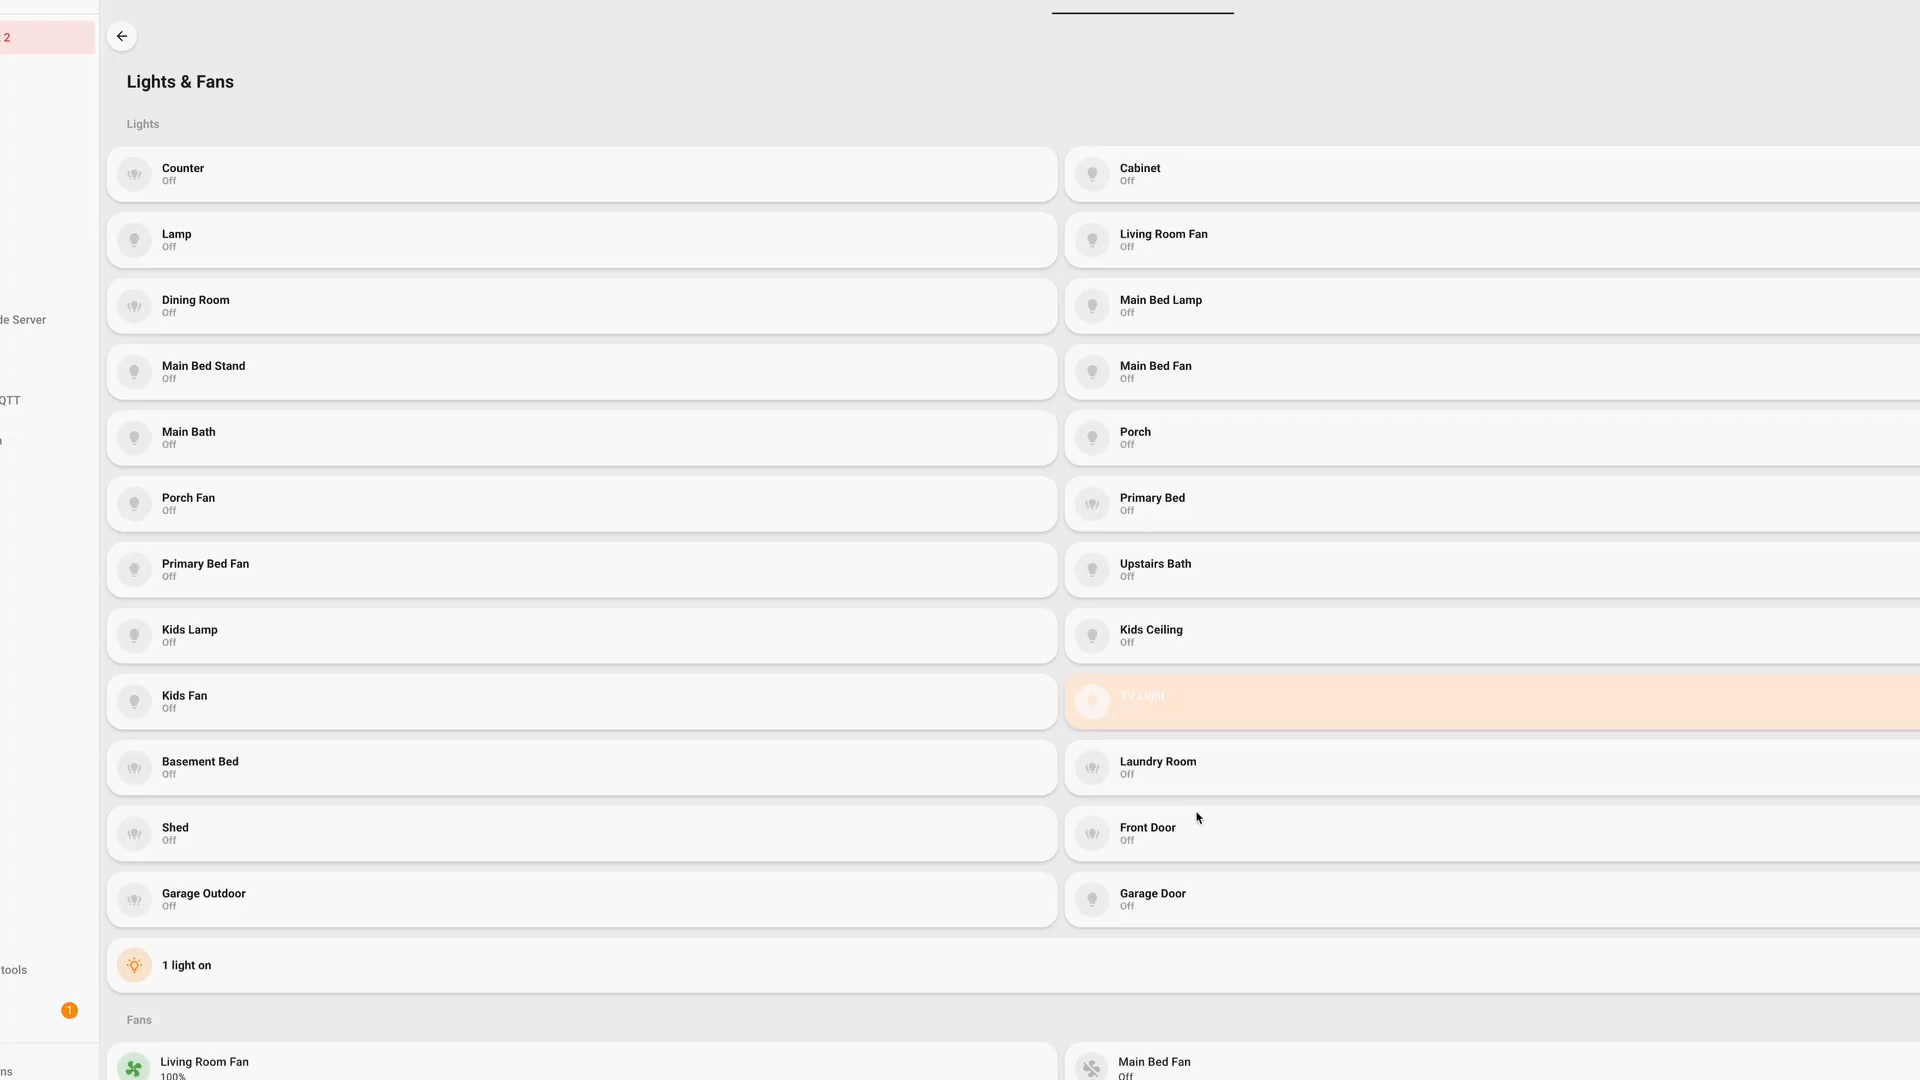 2
Lights & Fans
Lights
Counter
Off
Cabinet
Off
Lamp
Off
Living Room Fan
Off
Dining Room
Off
Main Bed Lamp
Off
de Server
Main Bed Stand
Off
Main Bed Fan
Off
QTT
Main Bath
Off
Porch
Off
Porch Fan
Off
Primary Bed
Off
Primary Bed Fan
Off
Upstairs Bath
Off
Kids Lamp
Off
Kids Ceiling
Off
Kids Fan
Off
TV Light
Basement Bed
Off
Laundry Room
Off
Shed
Off
Front Door
Off
Garage Outdoor
Off
Garage Door
Off
1 light on
tools
1
Fans
Living Room Fan
100%
Main Bed Fan
Off
ns